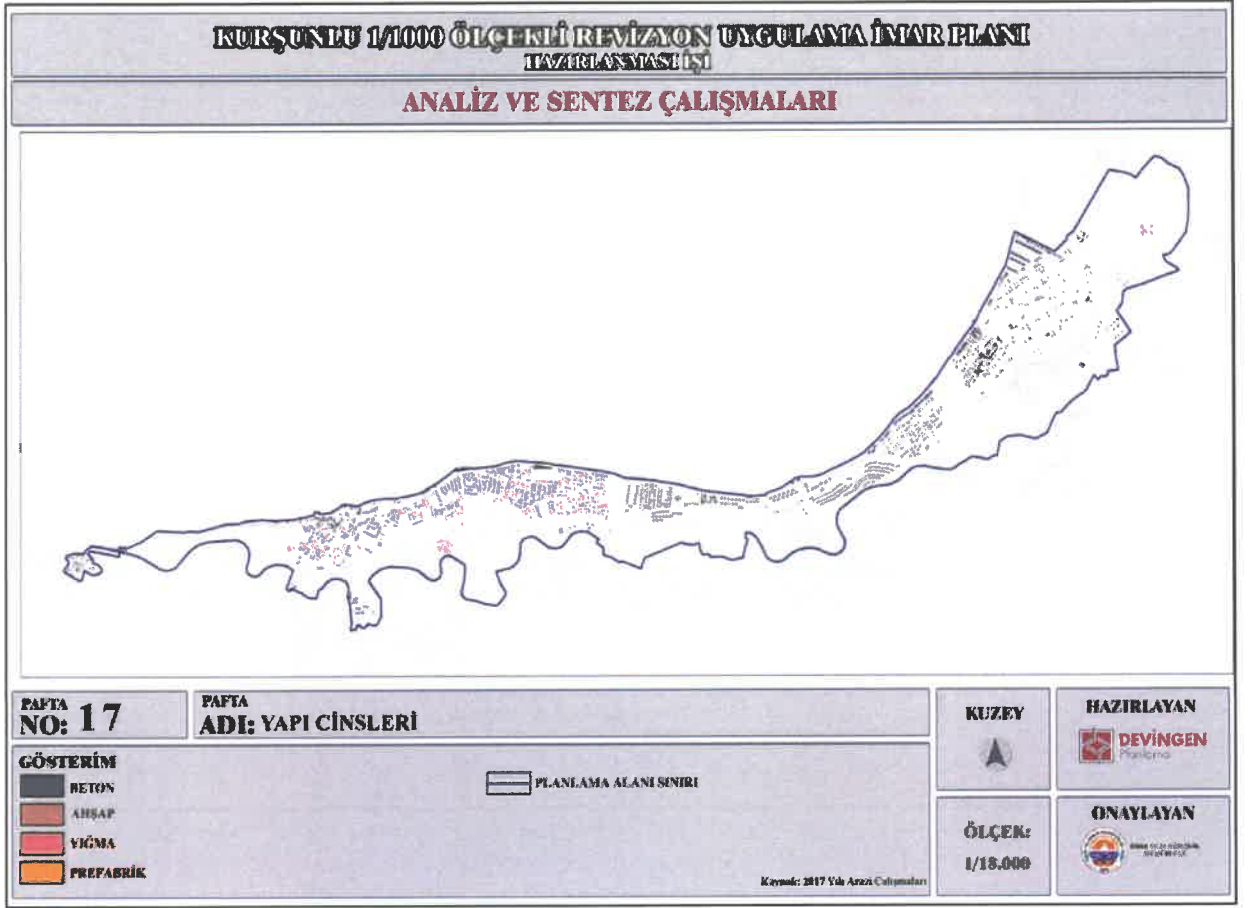 KURŞUNLU 1/1000 ÖLÇEKLİ REVİZYON UYGULAMA İMAR PLANI
HAZIRLANMASI İŞİ
ANALİZ VE SENTEZ ÇALIŞMALARI
PAFTA
NO: 17
PAFTA
ADI: YAPI CİNSLERİ
GÖSTERİM
BETON
AHŞAP
YIĞMA
PREFABRİK
PLANLAMA ALANI SINIRI
Kaynak: 2017 Yılı Arazi Çalışmaları
KUZEY
ÖLÇEK:
1/18.000
HAZIRLAYAN
DEVİNGEN
Planlama
ONAYLAYAN